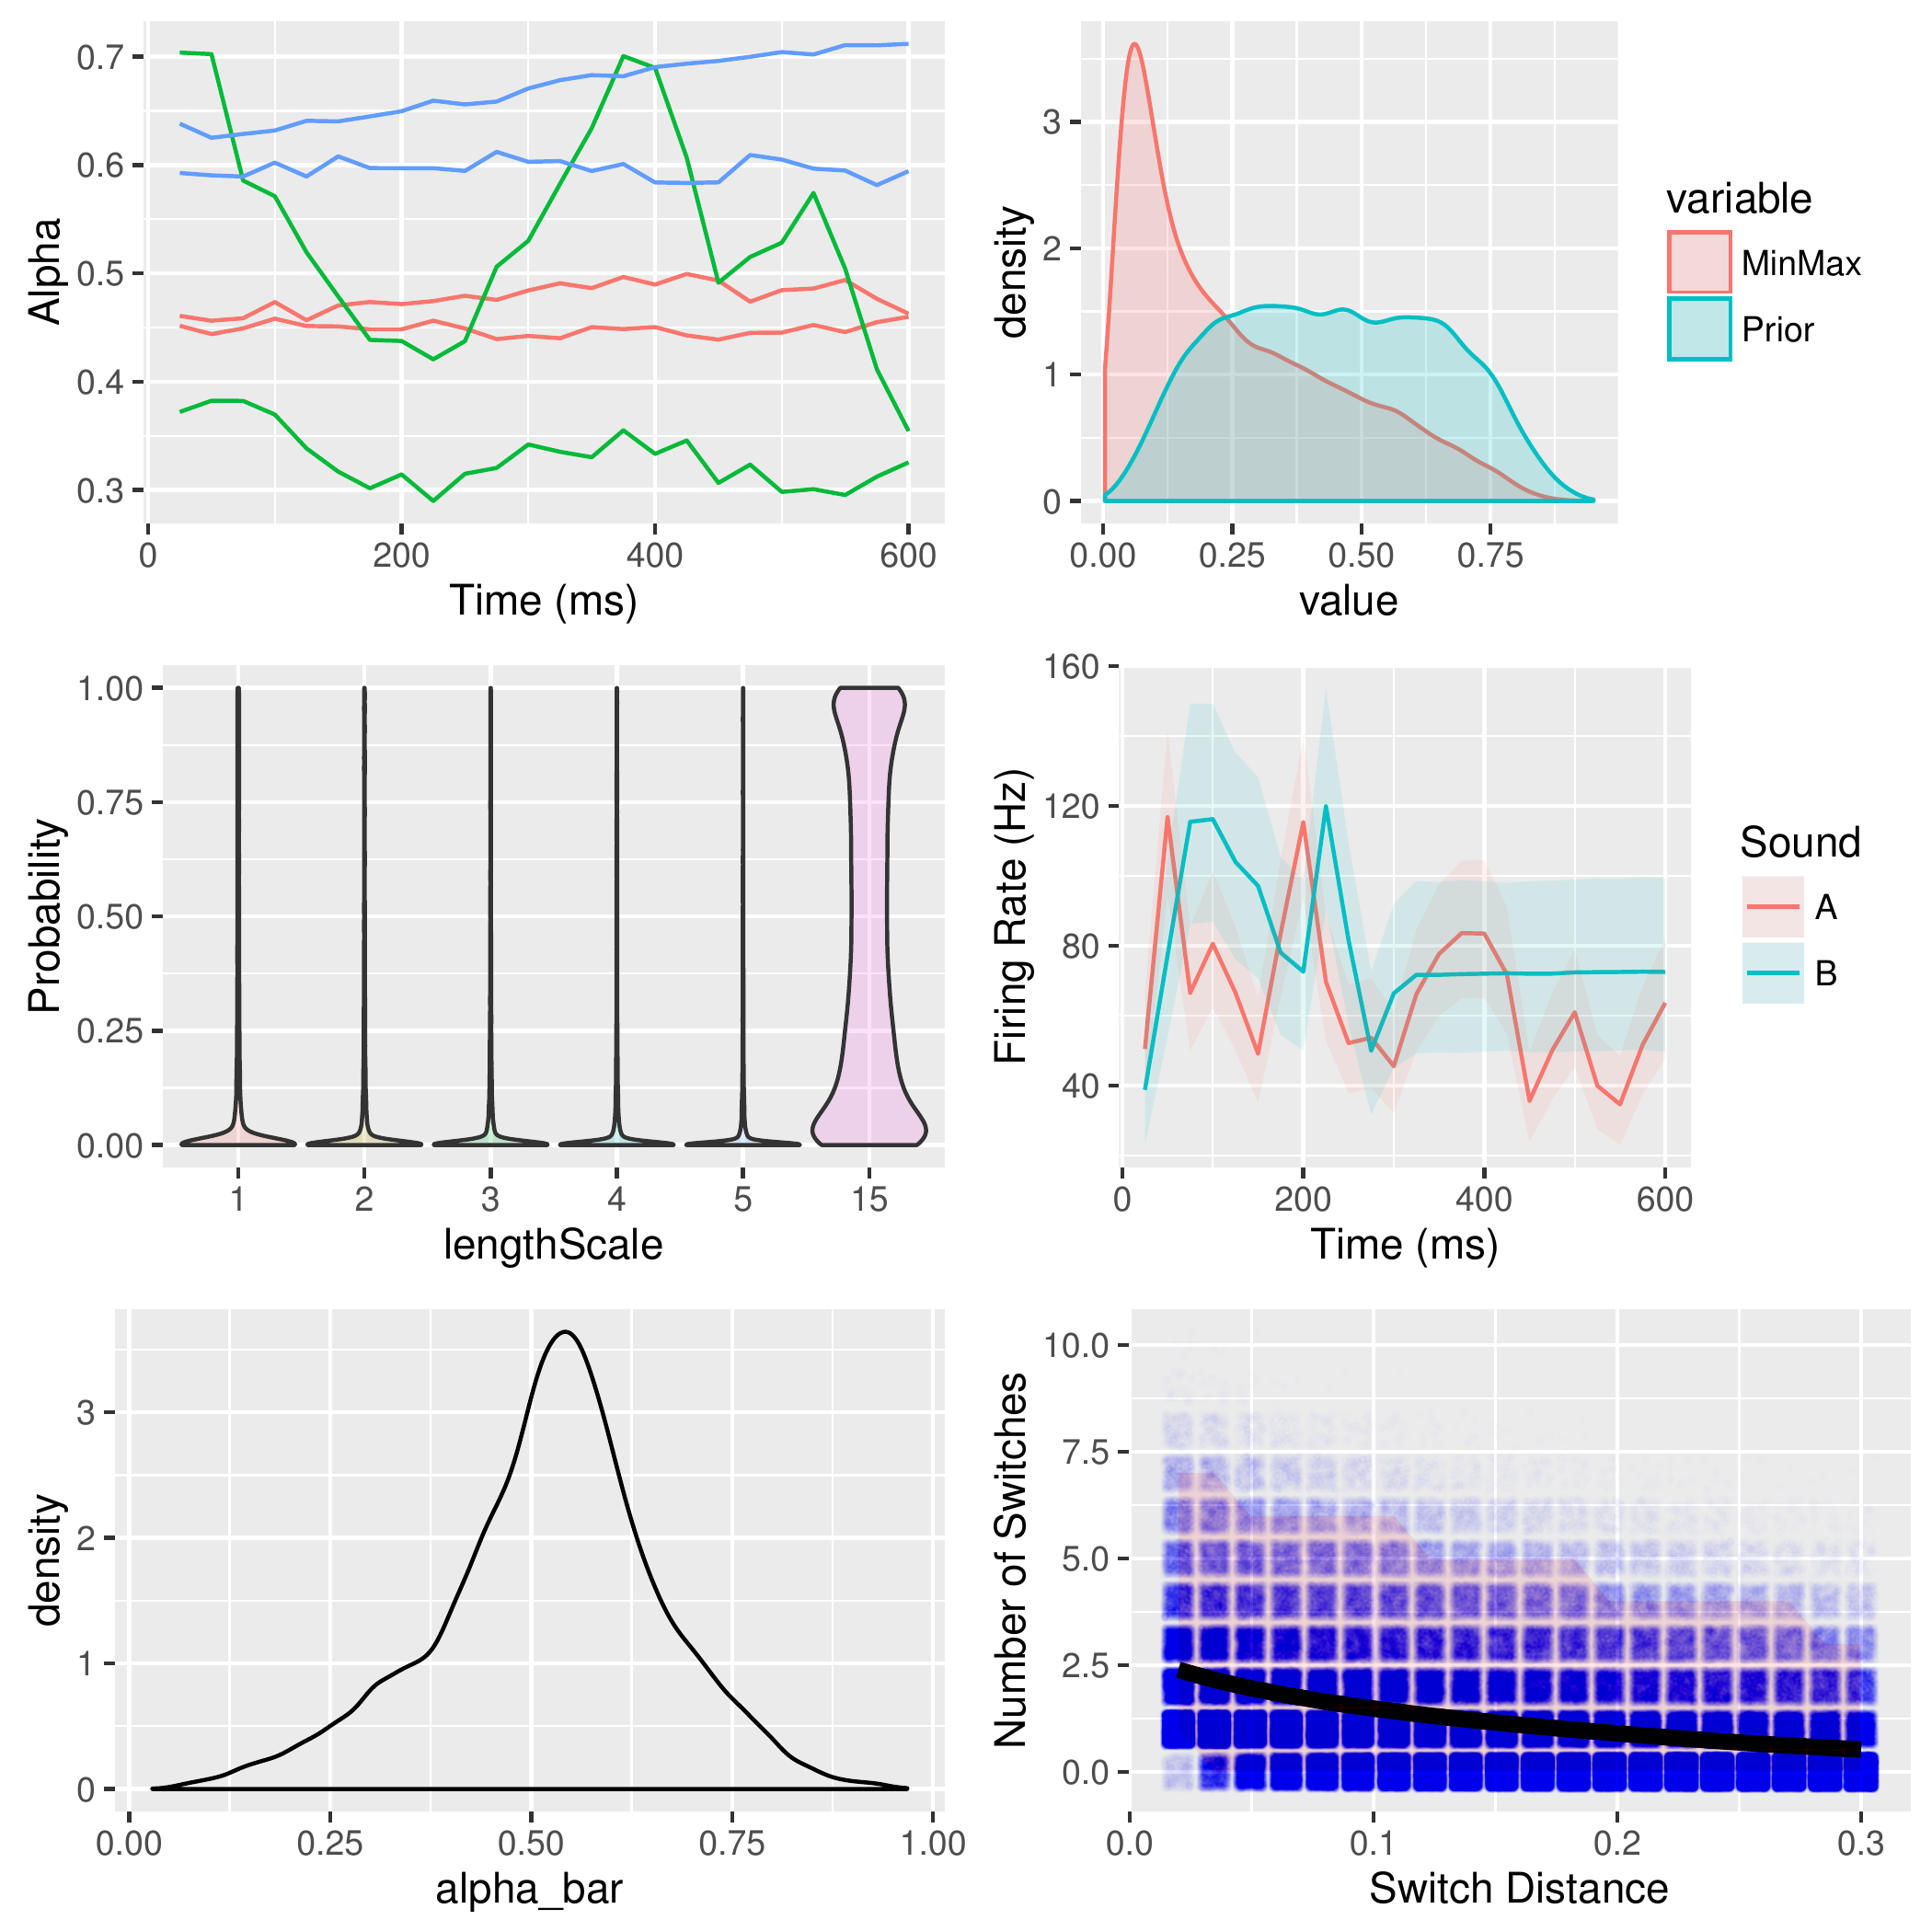 0.7
0.6
0.5
0.4
0.3
Alpha
0 200 400 600
Time (ms)
3
2
1
0
density
0.00 0.25 0.50 0.75
value
variable
MinMax
Prior
1.00
0.75
0.50
0.25
0.00
Probability
1 2 3 4 5 15
lengthScale
160
120
80
40
Firing Rate (Hz)
0 200 400 600
Time (ms)
Sound
A
B
3
2
1
0
density
0.00 0.25 0.50 0.75 1.00
alpha_bar
10.0
7.5
5.0
2.5
0.0
Number of Switches
0.0 0.1 0.2 0.3
Switch Distance